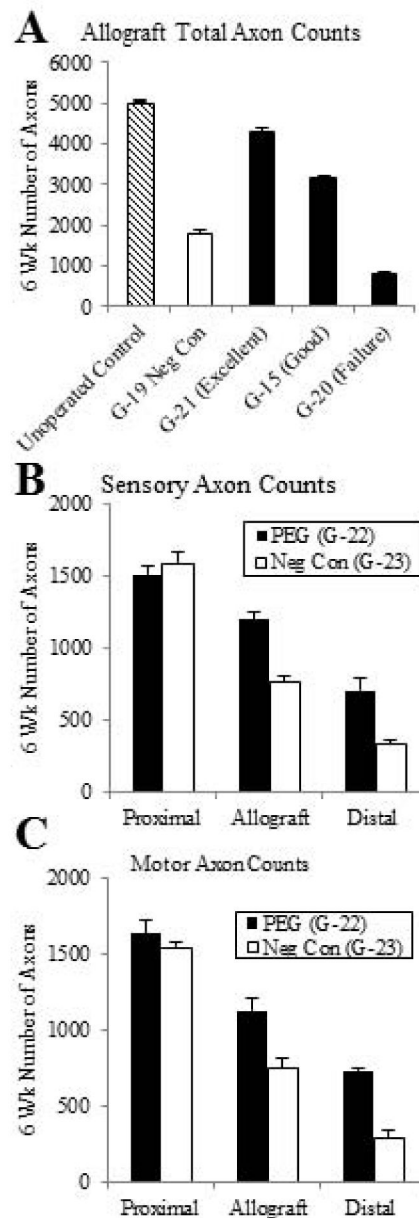 A
Allograft Total Axon Counts
6 Wk Number of Axons
6000
5000
4000
3000
2000
1000
0
Unoperated Control
G-19 Neg Con
G-21 (Excellent)
G-15 (Good)
G-20 (Failure)
B
Sensory Axon Counts
6 Wk Number of Axons
2000
1500
1000
500
0
PEG (G-22)
Neg Con (G-23)
Proximal Allograft Distal
C
Motor Axon Counts
6 Wk Number of Axons
2000
1500
1000
500
0
PEG (G-22)
Neg Con (G-23)
Proximal Allograft Distal